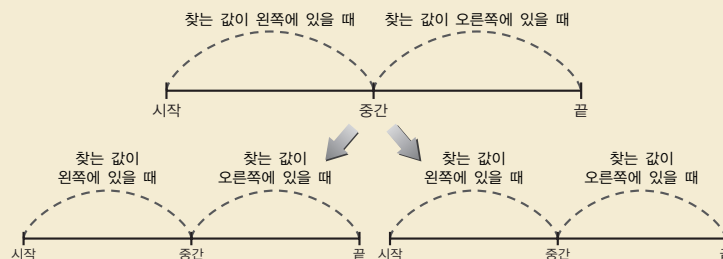 찾는 값이 왼쪽에 있을 때 찾는 값이 오른쪽에 있을 때
시작 중간 끝
찾는 값이
왼쪽에 있을 때
찾는 값이
오른쪽에 있을 때
찾는 값이
왼쪽에 있을 때
찾는 값이
오른쪽에 있을 때
시작 중간 끝 시작 중간